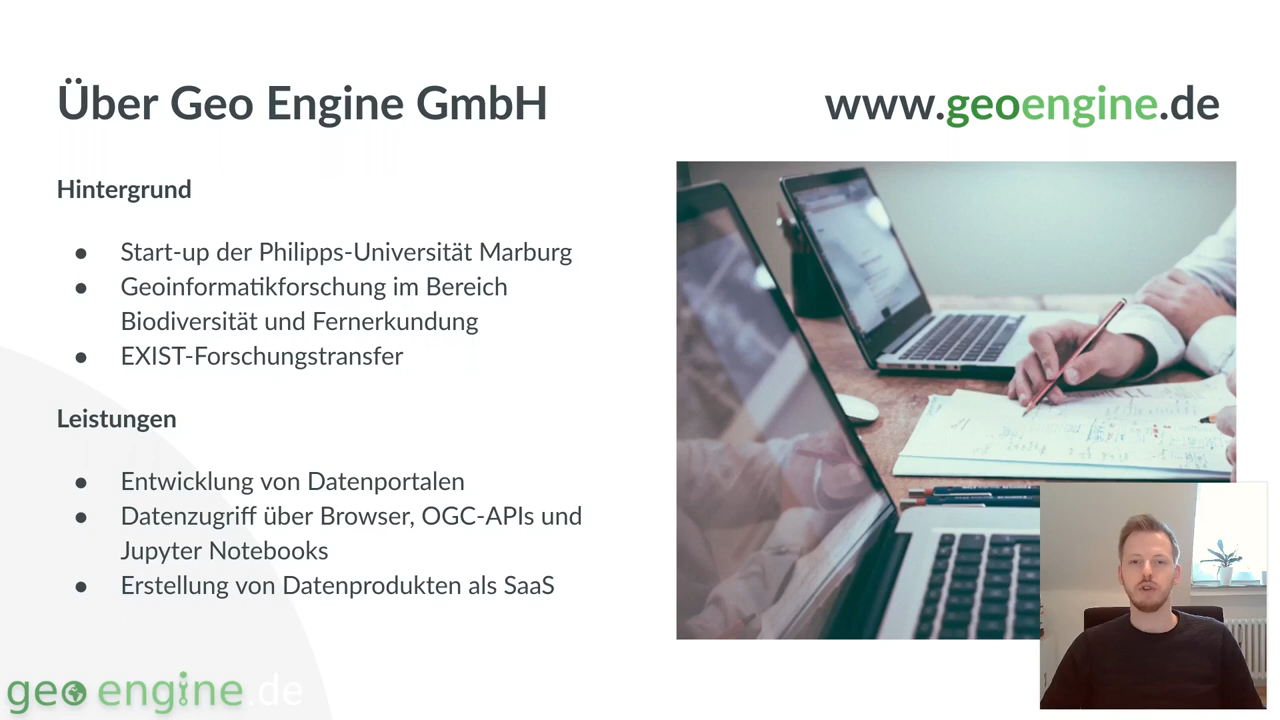 Über Geo Engine GmbH
www.geoengine.de
Hintergrund
● Start-up der Philipps-Universität Marburg
● Geoinformatikforschung im Bereich
Biodiversität und Fernerkundung
● EXIST-Forschungstransfer
Leistungen
● Entwicklung von Datenportalen
● Datenzugriff über Browser, OGC-APIs und
Jupyter Notebooks
● Erstellung von Datenprodukten als SaaS
geo engine.de